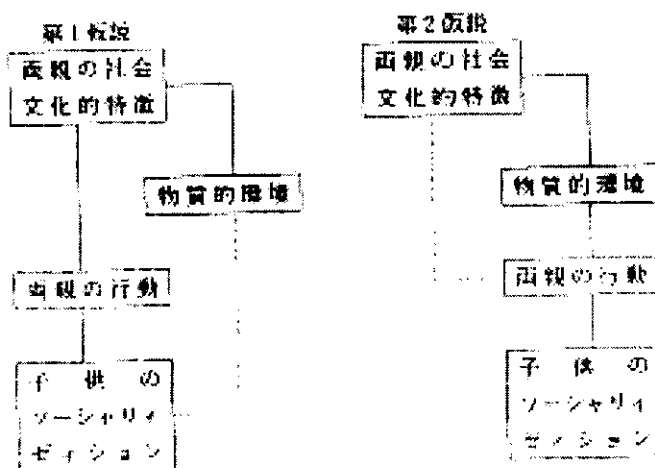 第1仮説
両親の社会
文化的特徴
物質的環境
両親の行動
子供の
ソーシャリィ
ゼィション
第2仮説
両親の社会
文化的特徴
物質的環境
両親の行動
子供の
ソーシャリィ
ゼィション